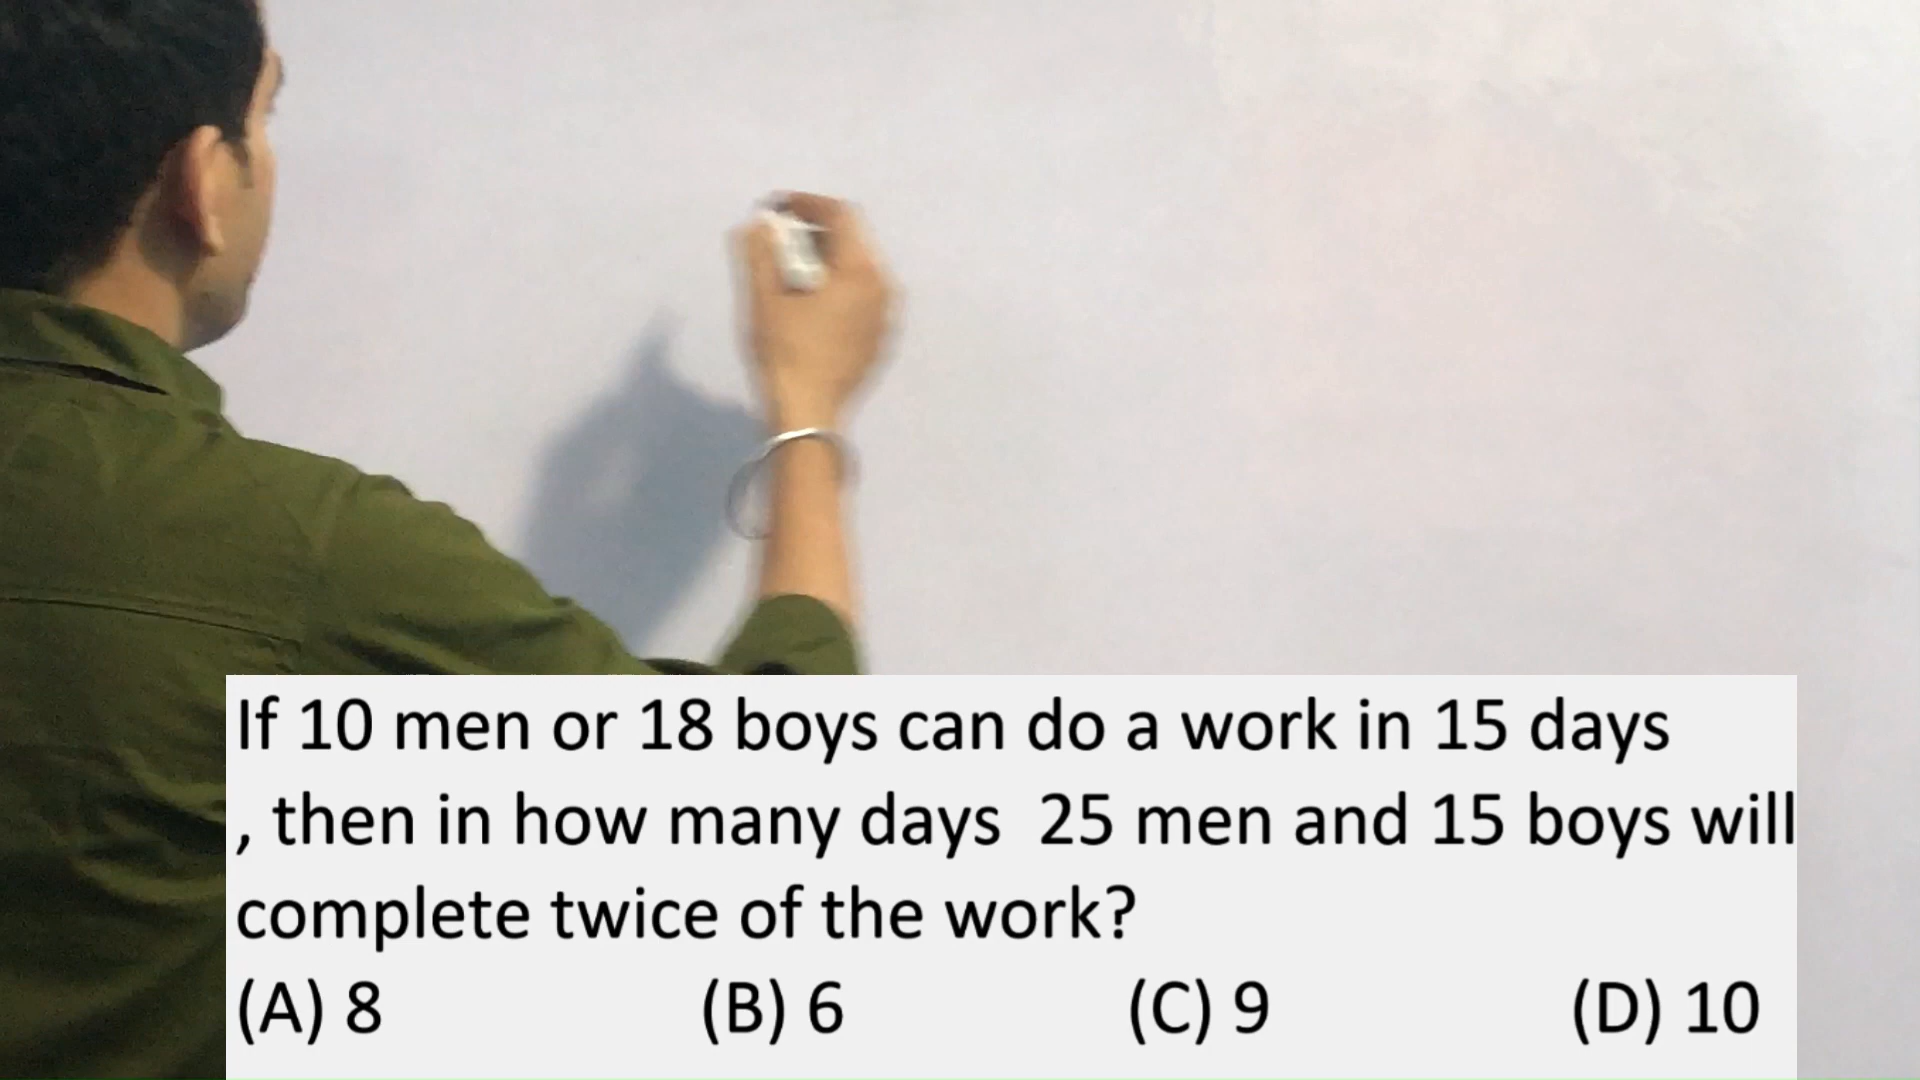 If 10 men or 18 boys can do a work in 15 days
, then in how many days  25 men and 15 boys will
complete twice of the work?
(A) 8 (B) 6 (C) 9 (D) 10